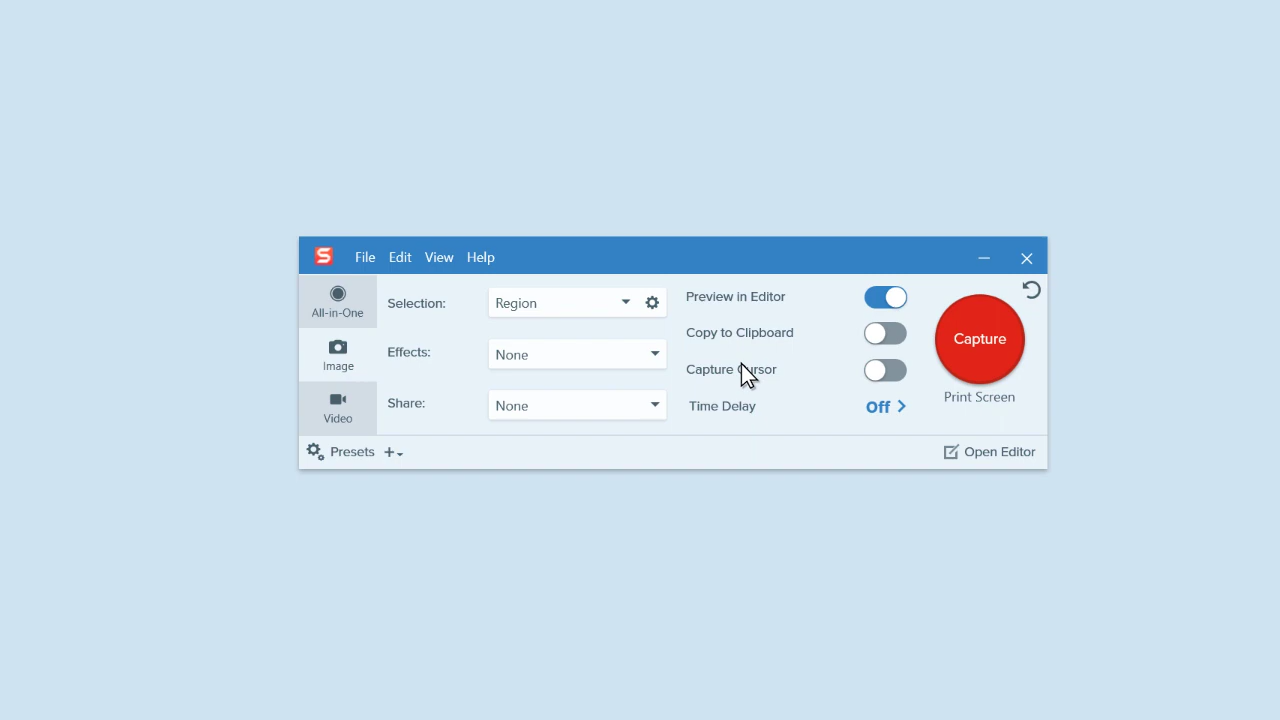 S File Edit View Help
All-in-One
Image
Video
Selection: Region
Effects: None
Share: None
Preview in Editor
Copy to Clipboard
Capture Cursor
Time Delay Off
Capture
Print Screen
Presets
Open Editor